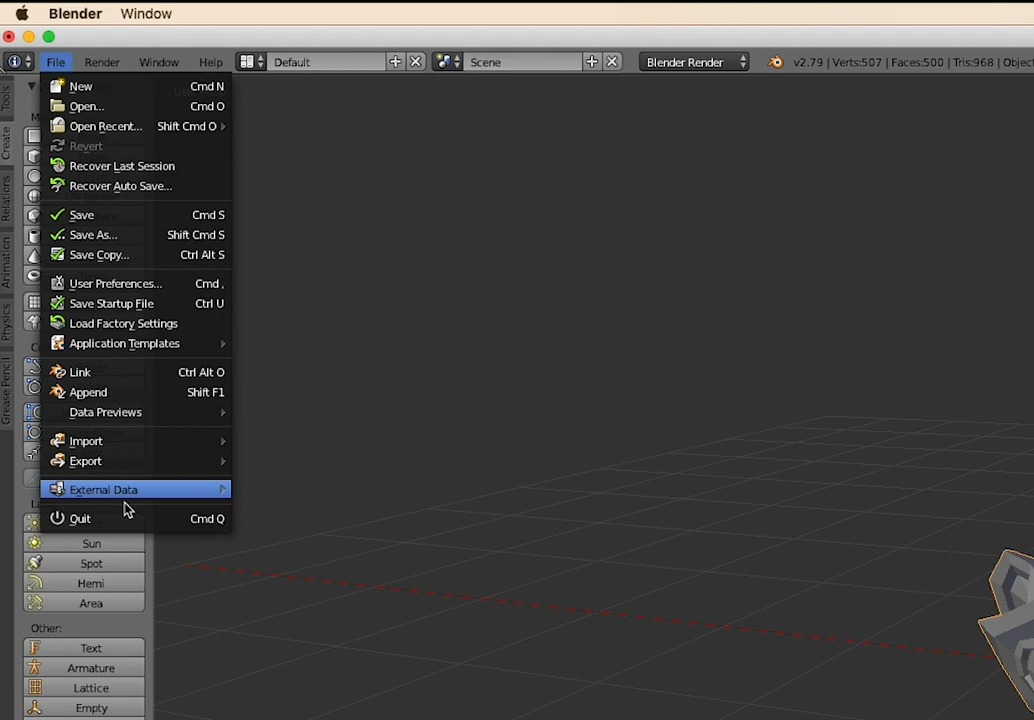 Blender Window
File Render Window Help Default Scene Blender Render v2.79 | Verts:507 | Faces:500 | Tris:968 | Object
New Cmd N
Open... Cmd O
Open Recent... Shift Cmd O
Revert
Recover Last Session
Recover Auto Save...
Save Cmd S
Save As... Shift Cmd S
Save Copy... Ctrl Alt S
User Preferences... Cmd ,
Save Startup File Ctrl U
Load Factory Settings
Application Templates
Link Ctrl Alt O
Append Shift F1
Data Previews
Import
Export
External Data
Quit Cmd Q
Sun
Spot
Hemi
Area
Other:
Text
Armature
Lattice
Empty
Tools
Create
Relations
Animation
Physics
Grease Pencil